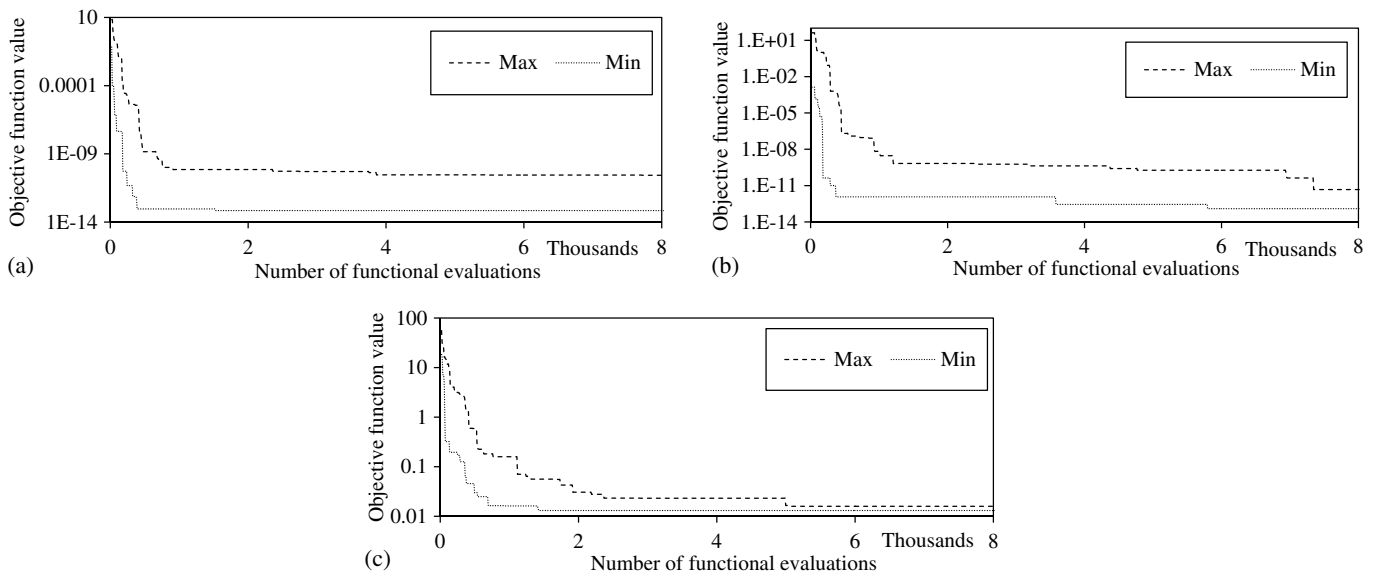 Objective function value
10
0.0001
1E-09
1E-14
Max
Min
0
2
4
6
Thousands
8
Number of functional evaluations
(a)
Objective function value
1.E+01
1.E-02
1.E-05
1.E-08
1.E-11
1.E-14
Max
Min
0
2
4
6
Thousands
8
Number of functional evaluations
(b)
Objective function value
100
10
1
0.1
0.01
Max
Min
0
2
4
6
Thousands
8
Number of functional evaluations
(c)